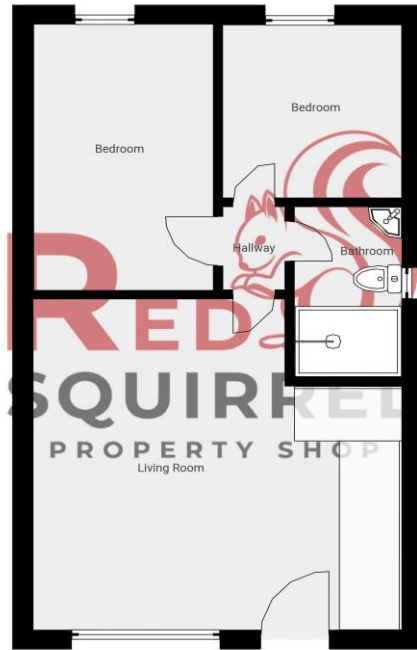 Bedroom
Bedroom
Hallway
Bathroom
RED
SQUIRREL
PROPERTY SHOP
Living Room